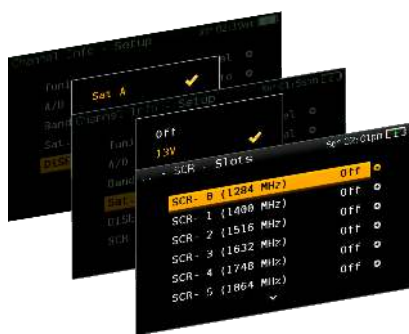 Channel Info - Setup
Tuni
A/D
Band
Sat.
DiSE
Sat A
Channel Info - Setup
Tuni
A/D
Band
Sat.
DiSE
SCR
Off
13V
SCR - Slots
SCR- 0 (1284 MHz) Off
SCR- 1 (1400 MHz) Off
SCR- 2 (1516 MHz) Off
SCR- 3 (1632 MHz) Off
SCR- 4 (1748 MHz) Off
SCR- 5 (1864 MHz) Off